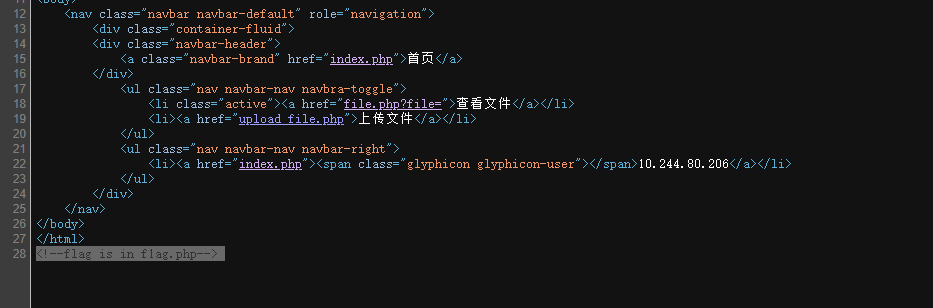 12 <nav class="navbar navbar-default" role="navigation">
13 <div class="container-fluid">
14 <div class="navbar-header">
15 <a class="navbar-brand" href="index.php">首页</a>
16 </div>
17 <ul class="nav navbar-nav navbra-toggle">
18 <li class="active"><a href="file.php?file=">查看文件</a></li>
19 <li><a href="upload_file.php">上传文件</a></li>
20 </ul>
21 <ul class="nav navbar-nav navbar-right">
22 <li><a href="index.php"><span class="glyphicon glyphicon-user"></span>10.244.80.206</a></li>
23 </ul>
24 </div>
25 </nav>
26 </body>
27 </html>
28 <!--flag is in f1ag.php-->